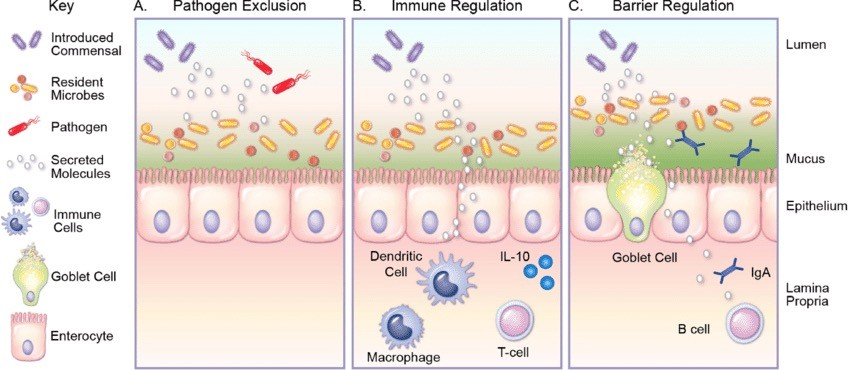 Key
Introduced
Commensal
Resident
Microbes
Pathogen
Secreted
Molecules
Immune
Cells
Goblet Cell
Enterocyte
A. Pathogen Exclusion
B. Immune Regulation
Dendritic
Cell
IL-10
Macrophage
T-cell
C. Barrier Regulation
Goblet Cell
IgA
B cell
Lumen
Mucus
Epithelium
Lamina
Propria